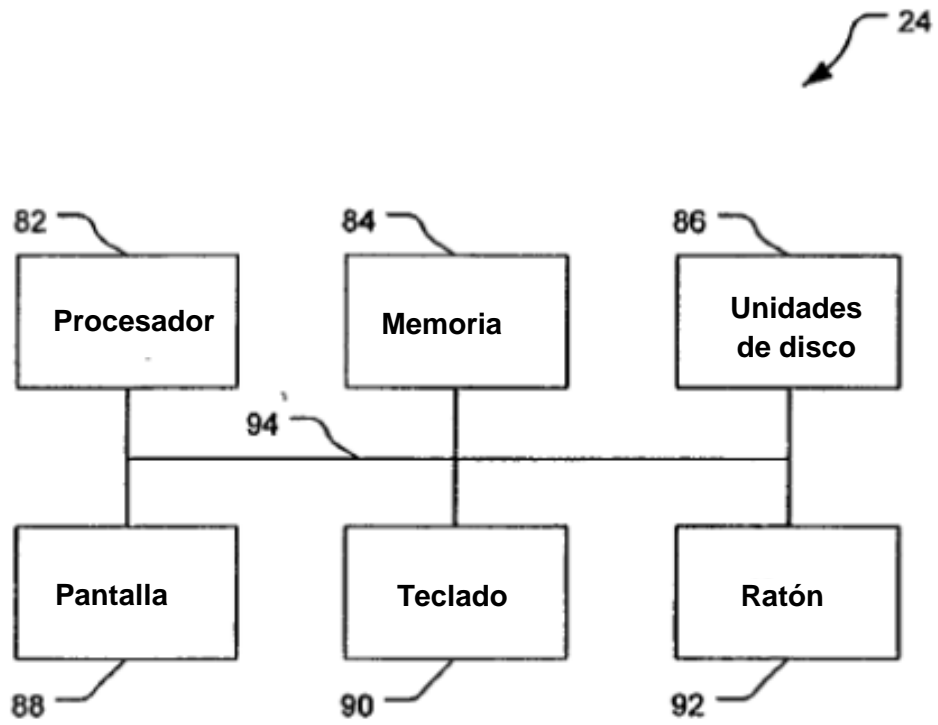 24
82
84
86
Procesador
Memoria
Unidades
de disco
94
Pantalla
Teclado
Ratón
88
90
92